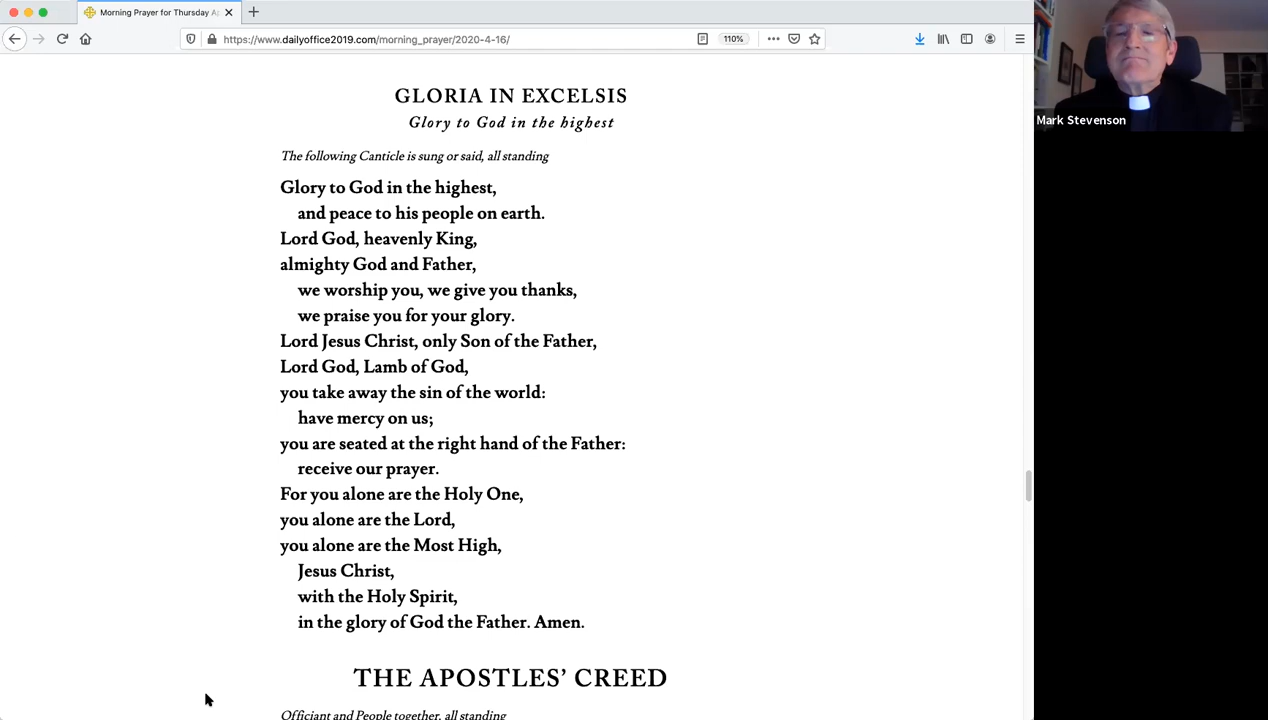 Morning Prayer for Thursday
https://www.dailyoffice2019.com/morning_prayer/2020-4-16/
110%
Mark Stevenson
GLORIA IN EXCELSIS
Glory to God in the highest
The following Canticle is sung or said, all standing
Glory to God in the highest,
and peace to his people on earth.
Lord God, heavenly King,
almighty God and Father,
we worship you, we give you thanks,
we praise you for your glory.
Lord Jesus Christ, only Son of the Father,
Lord God, Lamb of God,
you take away the sin of the world:
have mercy on us;
you are seated at the right hand of the Father:
receive our prayer.
For you alone are the Holy One,
you alone are the Lord,
you alone are the Most High,
Jesus Christ,
with the Holy Spirit,
in the glory of God the Father. Amen.
THE APOSTLES’ CREED
Officiant and People together, all standing